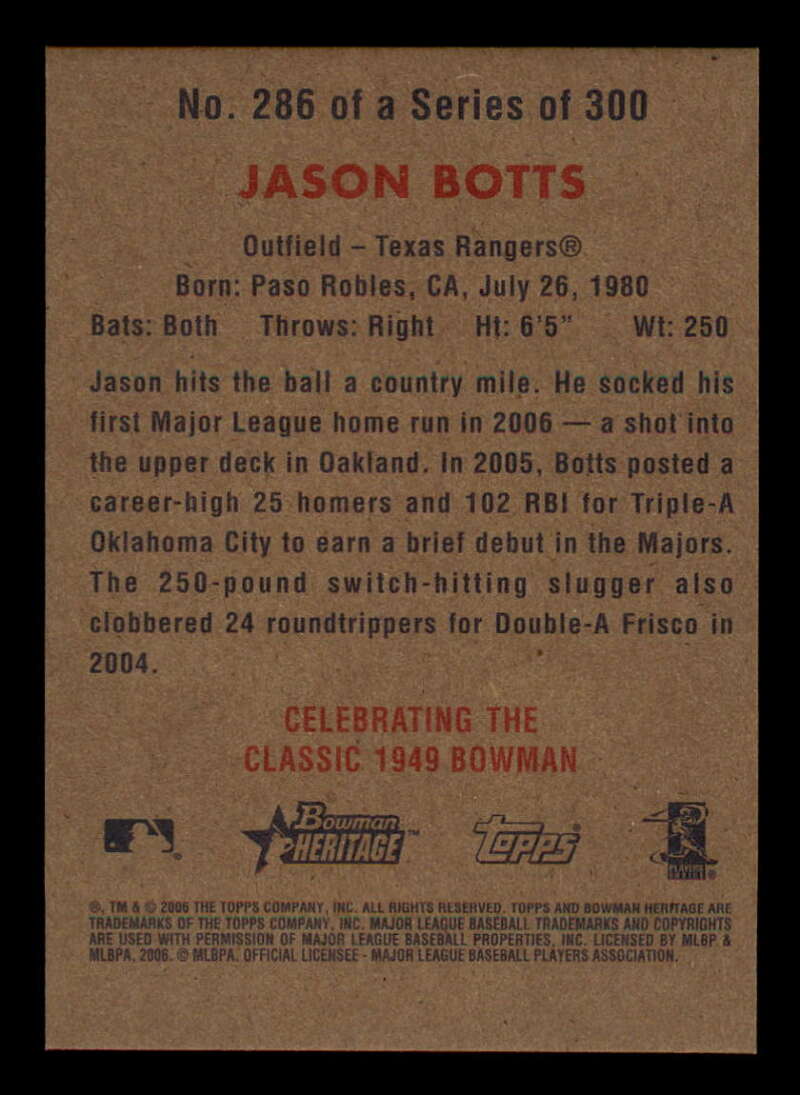 No. 286 of a Series of 300
JASON BOTTS
Outfield – Texas Rangers®
Born: Paso Robles, CA, July 26, 1980
Bats: Both Throws: Right Ht: 6'5" Wt: 250
Jason hits the ball a country mile. He socked his
first Major League home run in 2006 — a shot into
the upper deck in Oakland. In 2005, Botts posted a
career-high 25 homers and 102 RBI for Triple-A
Oklahoma City to earn a brief debut in the Majors.
The 250-pound switch-hitting slugger also
clobbered 24 roundtrippers for Double-A Frisco in
2004.
CELEBRATING THE
CLASSIC 1949 BOWMAN
Bowman
HERITAGE™
Topps®
®, TM & © 2006 THE TOPPS COMPANY, INC. ALL RIGHTS RESERVED. TOPPS AND BOWMAN HERITAGE ARE
TRADEMARKS OF THE TOPPS COMPANY, INC. MAJOR LEAGUE BASEBALL TRADEMARKS AND COPYRIGHTS
ARE USED WITH PERMISSION OF MAJOR LEAGUE BASEBALL PROPERTIES, INC. LICENSED BY MLBP &
MLBPA, 2006. © MLBPA. OFFICIAL LICENSEE - MAJOR LEAGUE BASEBALL PLAYERS ASSOCIATION.